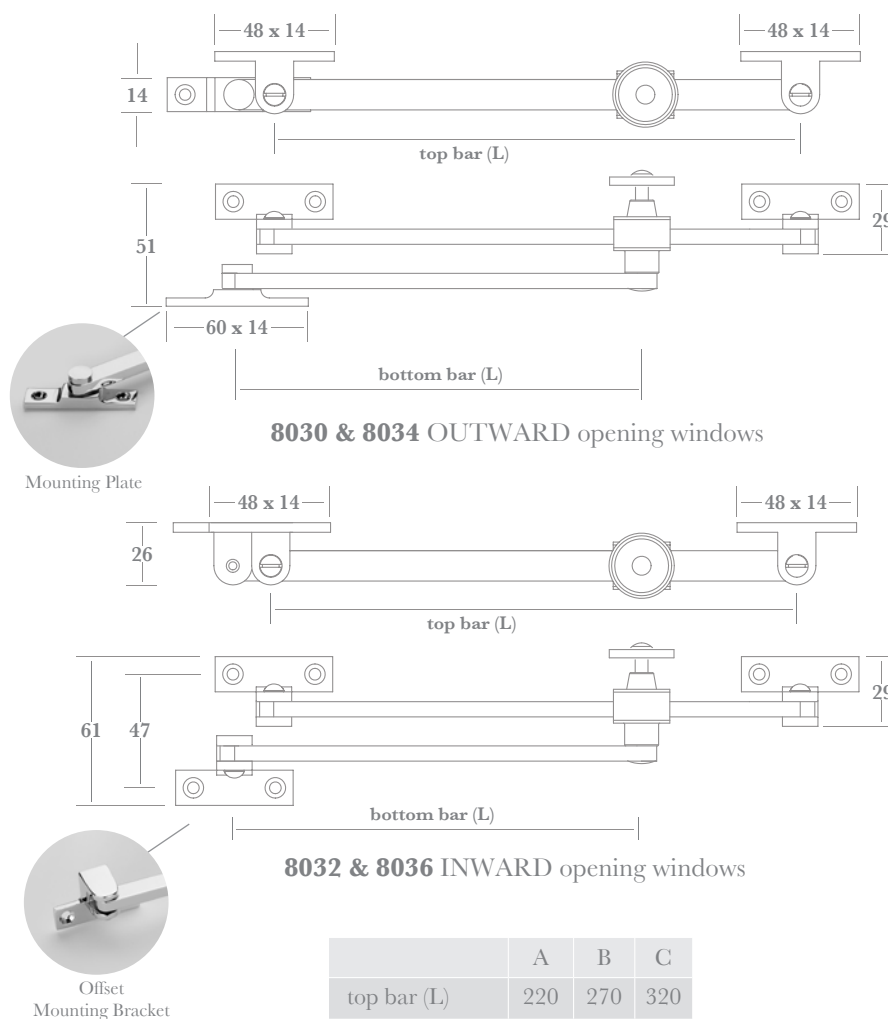 48 x 14
48 x 14
14
top bar (L)
51
29
60 x 14
bottom bar (L)
8030 & 8034 OUTWARD opening windows
Mounting Plate
48 x 14
48 x 14
26
top bar (L)
61
47
29
bottom bar (L)
8032 & 8036 INWARD opening windows
Offset
Mounting Bracket
A B C
top bar (L) 220 270 320